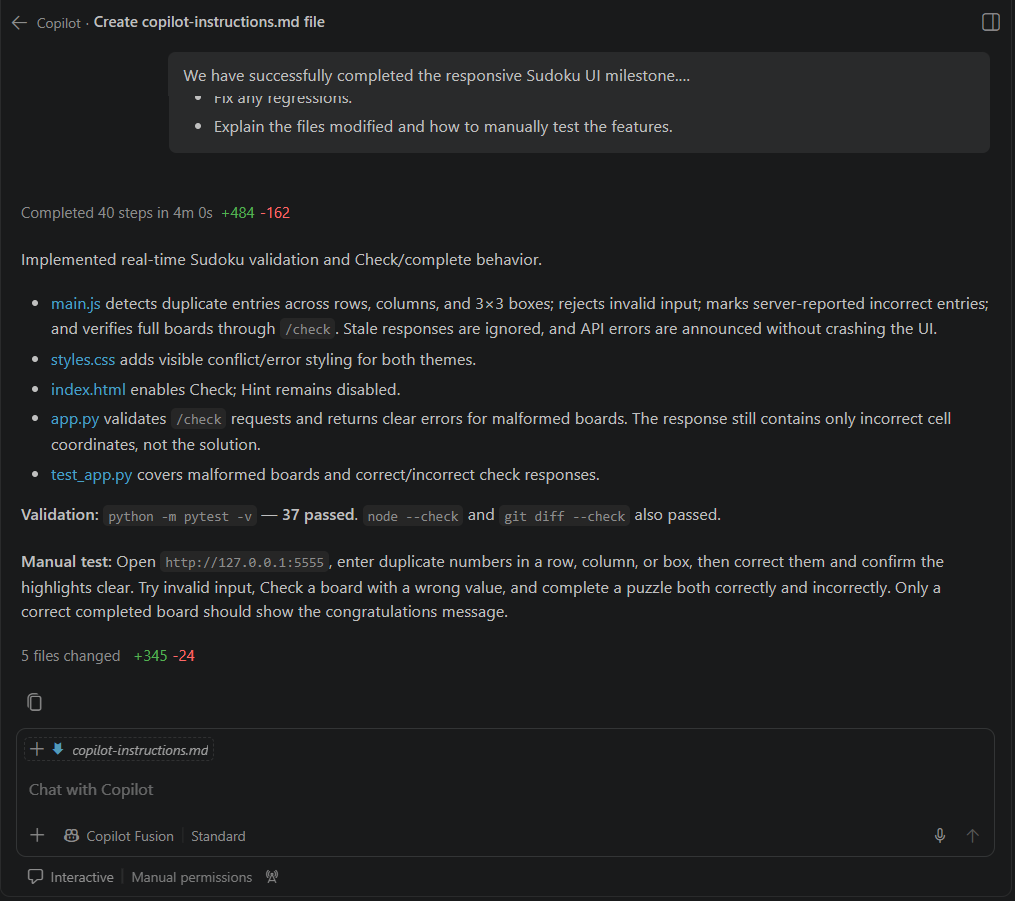 Copilot · Create copilot-instructions.md file
We have successfully completed the responsive Sudoku UI milestone....
• Fix any regressions.
• Explain the files modified and how to manually test the features.
Completed 40 steps in 4m 0s +484 -162
Implemented real-time Sudoku validation and Check/complete behavior.
• main.js detects duplicate entries across rows, columns, and 3×3 boxes; rejects invalid input; marks server-reported incorrect entries;
and verifies full boards through /check. Stale responses are ignored, and API errors are announced without crashing the UI.
• styles.css adds visible conflict/error styling for both themes.
• index.html enables Check; Hint remains disabled.
• app.py validates /check requests and returns clear errors for malformed boards. The response still contains only incorrect cell
coordinates, not the solution.
• test_app.py covers malformed boards and correct/incorrect check responses.
Validation: python -m pytest -v — 37 passed. node --check and git diff --check also passed.
Manual test: Open http://127.0.0.1:5555, enter duplicate numbers in a row, column, or box, then correct them and confirm the
highlights clear. Try invalid input, Check a board with a wrong value, and complete a puzzle both correctly and incorrectly. Only a
correct completed board should show the congratulations message.
5 files changed +345 -24
copilot-instructions.md
Chat with Copilot
Copilot Fusion Standard
Interactive Manual permissions